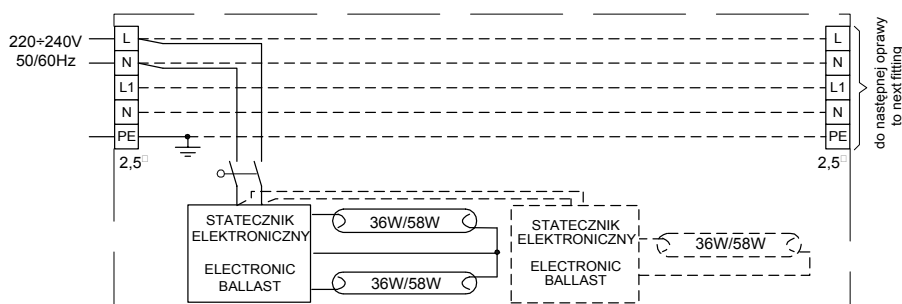 220÷240V
50/60Hz
L
N
L1
N
PE
2,5□
L
N
L1
N
PE
2,5□
do następnej oprawy
to next fitting
STATECZNIK
ELEKTRONICZNY
ELECTRONIC
BALLAST
36W/58W
36W/58W
STATECZNIK
ELEKTRONICZNY
ELECTRONIC
BALLAST
36W/58W